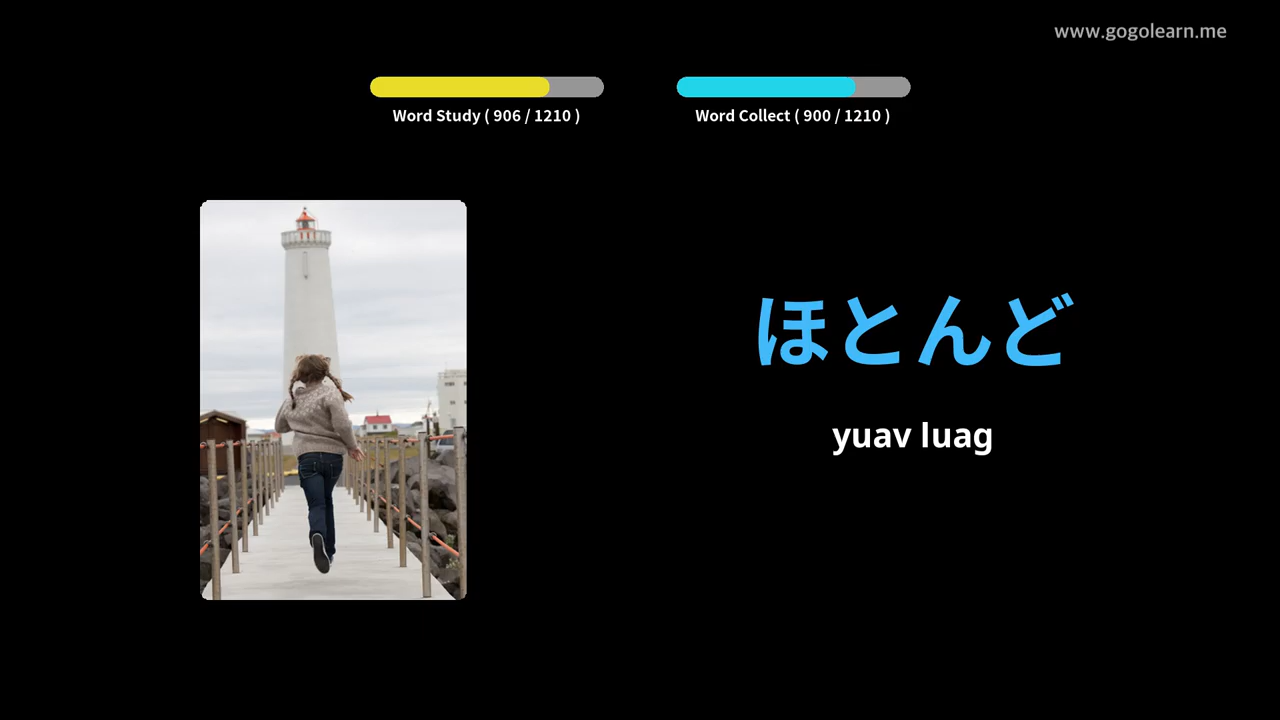 www.gogolearn.me
Word Study ( 906 / 1210 )
Word Collect ( 900 / 1210 )
ほとんど
yuav luag